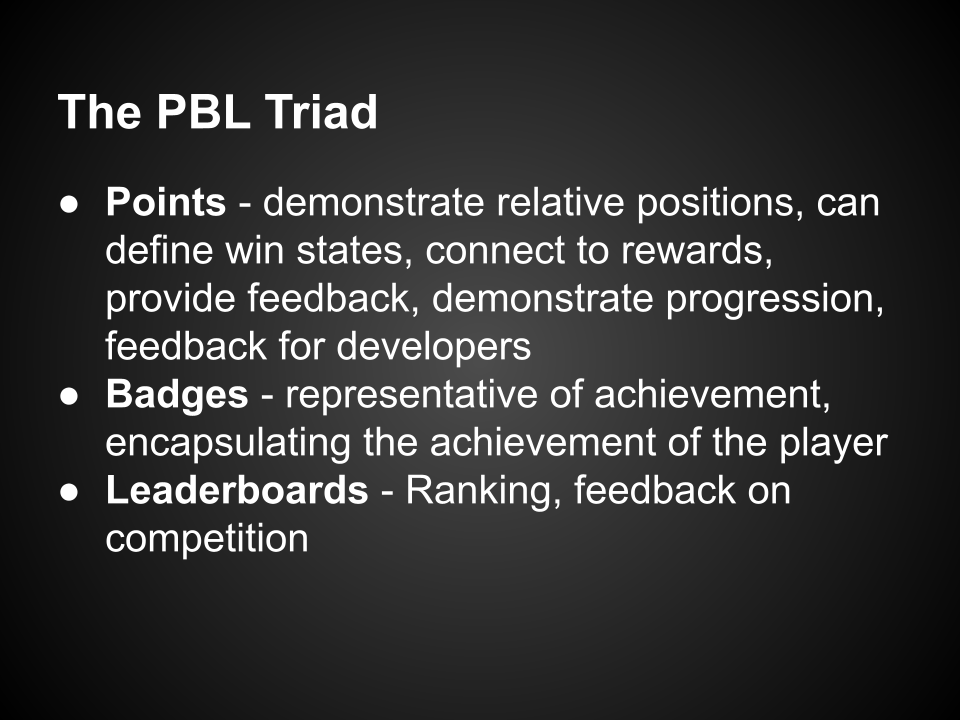 The PBL Triad
● Points - demonstrate relative positions, can
define win states, connect to rewards,
provide feedback, demonstrate progression,
feedback for developers
● Badges - representative of achievement,
encapsulating the achievement of the player
● Leaderboards - Ranking, feedback on
competition